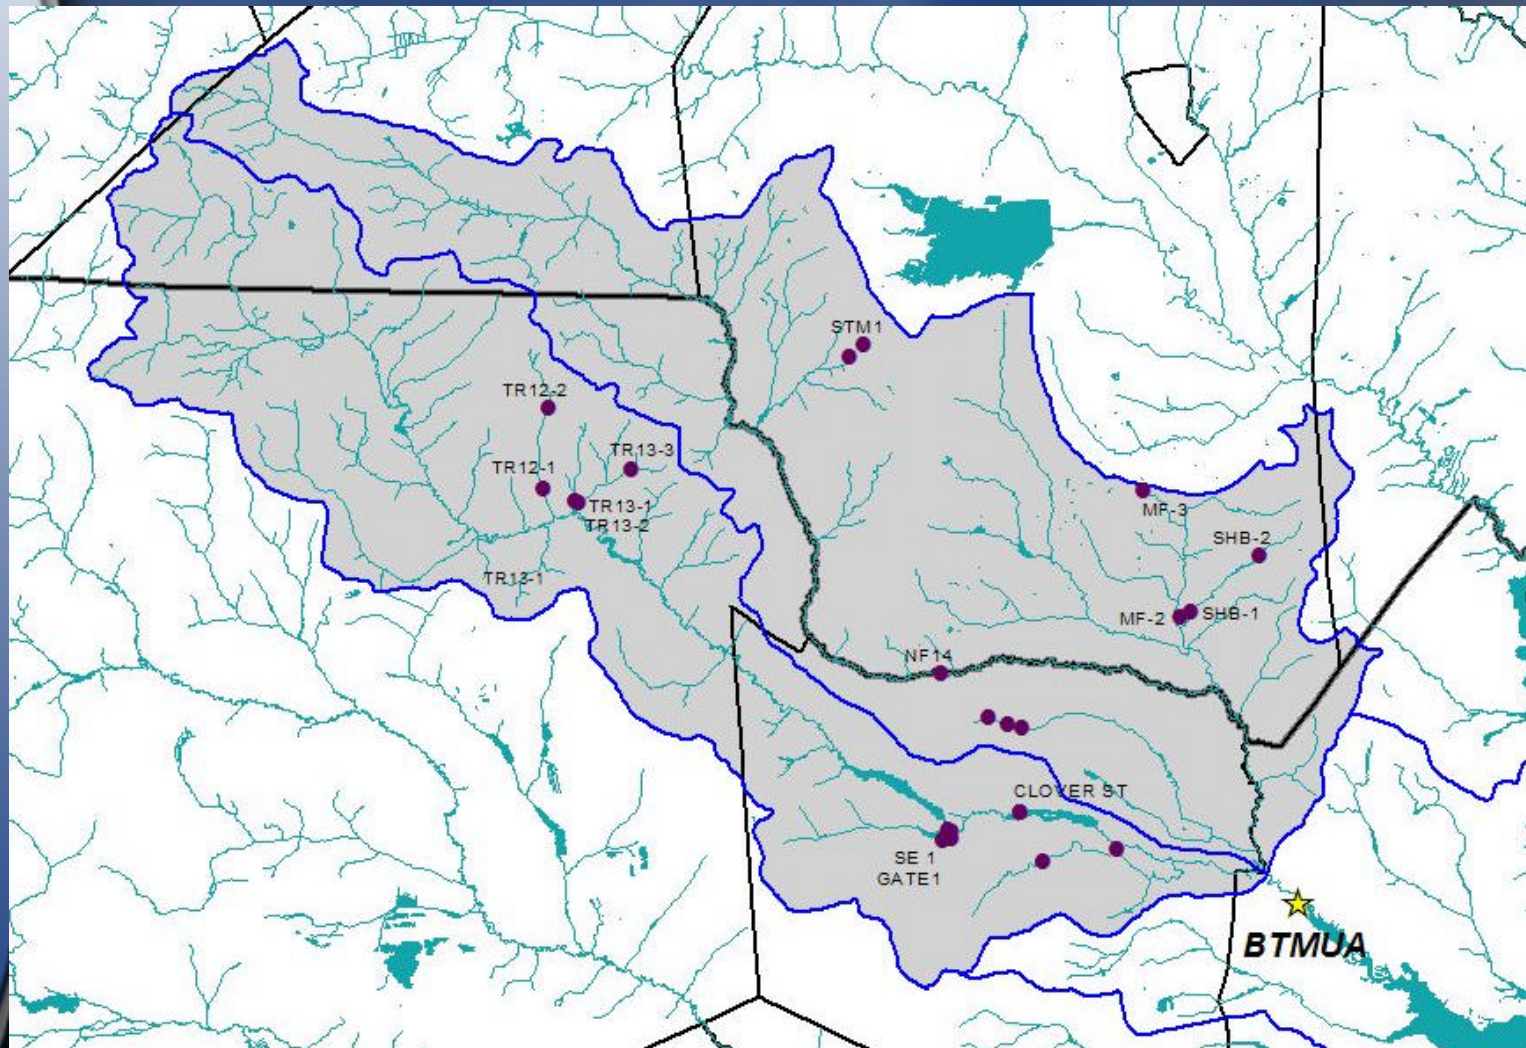 STM1
TR12-2
TR13-3
TR12-1
TR13-1
TR13-2
TR13-1
MF-3
SHB-2
MF-2
SHB-1
NF14
CLOVER ST
SE 1
GATE1
BTMUA